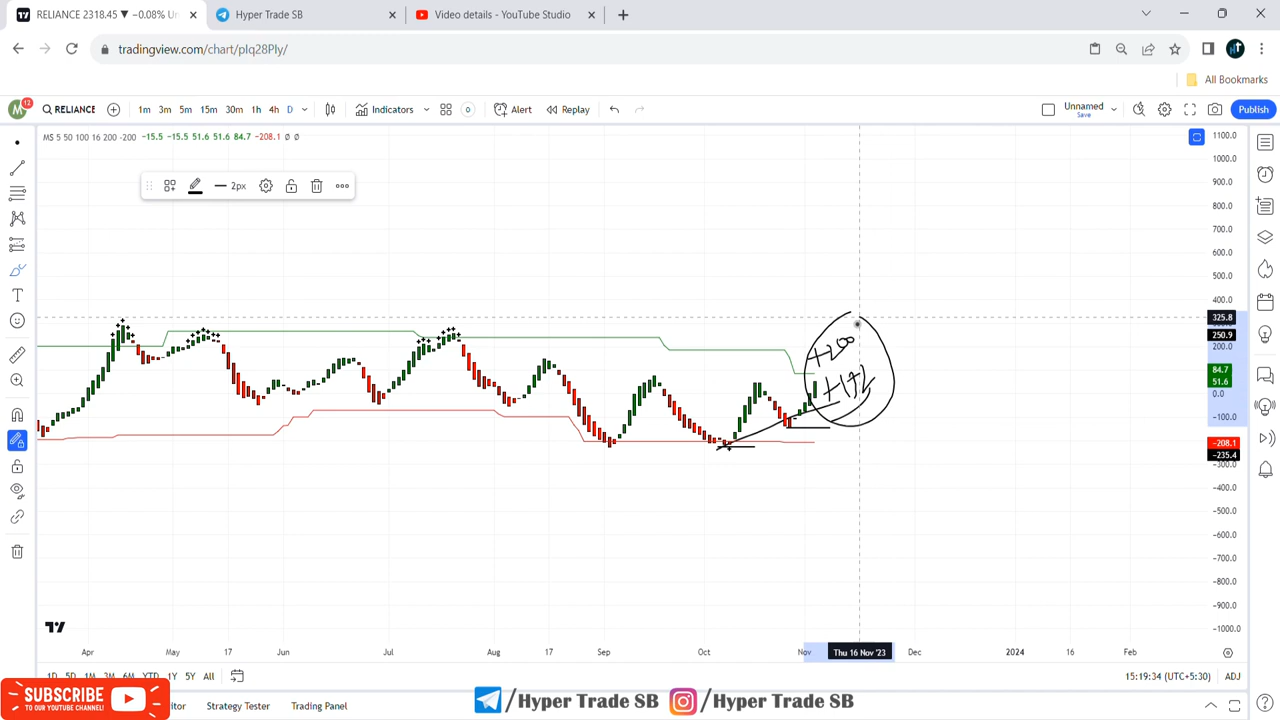 RELIANCE 2318.45 ▼ −0.08% Un
Hyper Trade SB
Video details - YouTube Studio
tradingview.com/chart/plq28Ply/
All Bookmarks
M 12
RELIANCE
1m 3m 5m 15m 30m 1h 4h D
Indicators
Alert
Replay
Unnamed
Save
Publish
MS 5 50 100 16 200 -200 −15.5 −15.5 51.6 51.6 84.7 −208.1 Ø Ø
2px
1100.0
1000.0
900.0
800.0
700.0
600.0
500.0
400.0
325.8
250.9
200.0
84.7
51.6
0.0
−100.0
−208.1
−235.4
−300.0
−400.0
−500.0
−600.0
−700.0
−800.0
−900.0
−1000.0
+200
+172
Apr May 17 Jun Jul Aug 17 Sep Oct Nov Thu 16 Nov '23 Dec 2024 16 Feb
1D 5D 1M 3M 6M YTD 1Y 5Y All
15:19:34 (UTC+5:30) ADJ
SUBSCRIBE
TO OUR YOUTUBE CHANNEL!
itor
Strategy Tester
Trading Panel
/Hyper Trade SB
/Hyper Trade SB